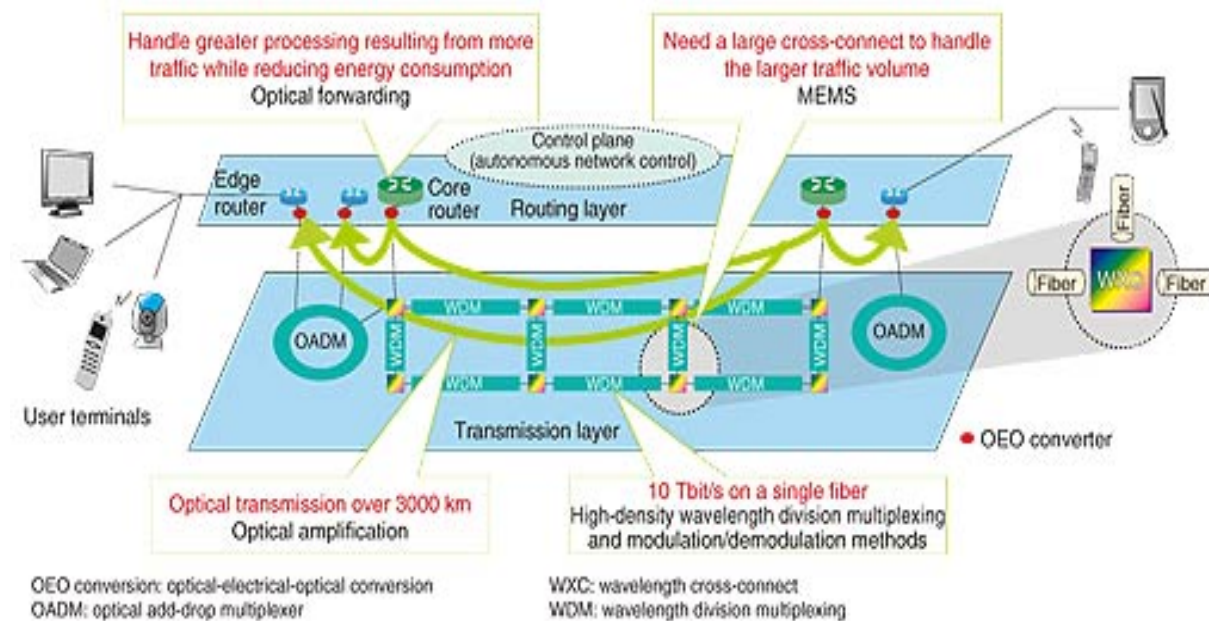 Handle greater processing resulting from more
traffic while reducing energy consumption
Optical forwarding
Need a large cross-connect to handle
the larger traffic volume
MEMS
Control plane
(autonomous network control)
Edge
router
Core
router
Routing layer
Fiber
Fiber
WXC
Fiber
OADM
WDM
WDM
WDM
WDM
WDM
WDM
WDM
OADM
WDM
WDM
WDM
User terminals
Transmission layer
OEO converter
Optical transmission over 3000 km
Optical amplification
10 Tbit/s on a single fiber
High-density wavelength division multiplexing
and modulation/demodulation methods
OEO conversion: optical-electrical-optical conversion
OADM: optical add-drop multiplexer
WXC: wavelength cross-connect
WDM: wavelength division multiplexing